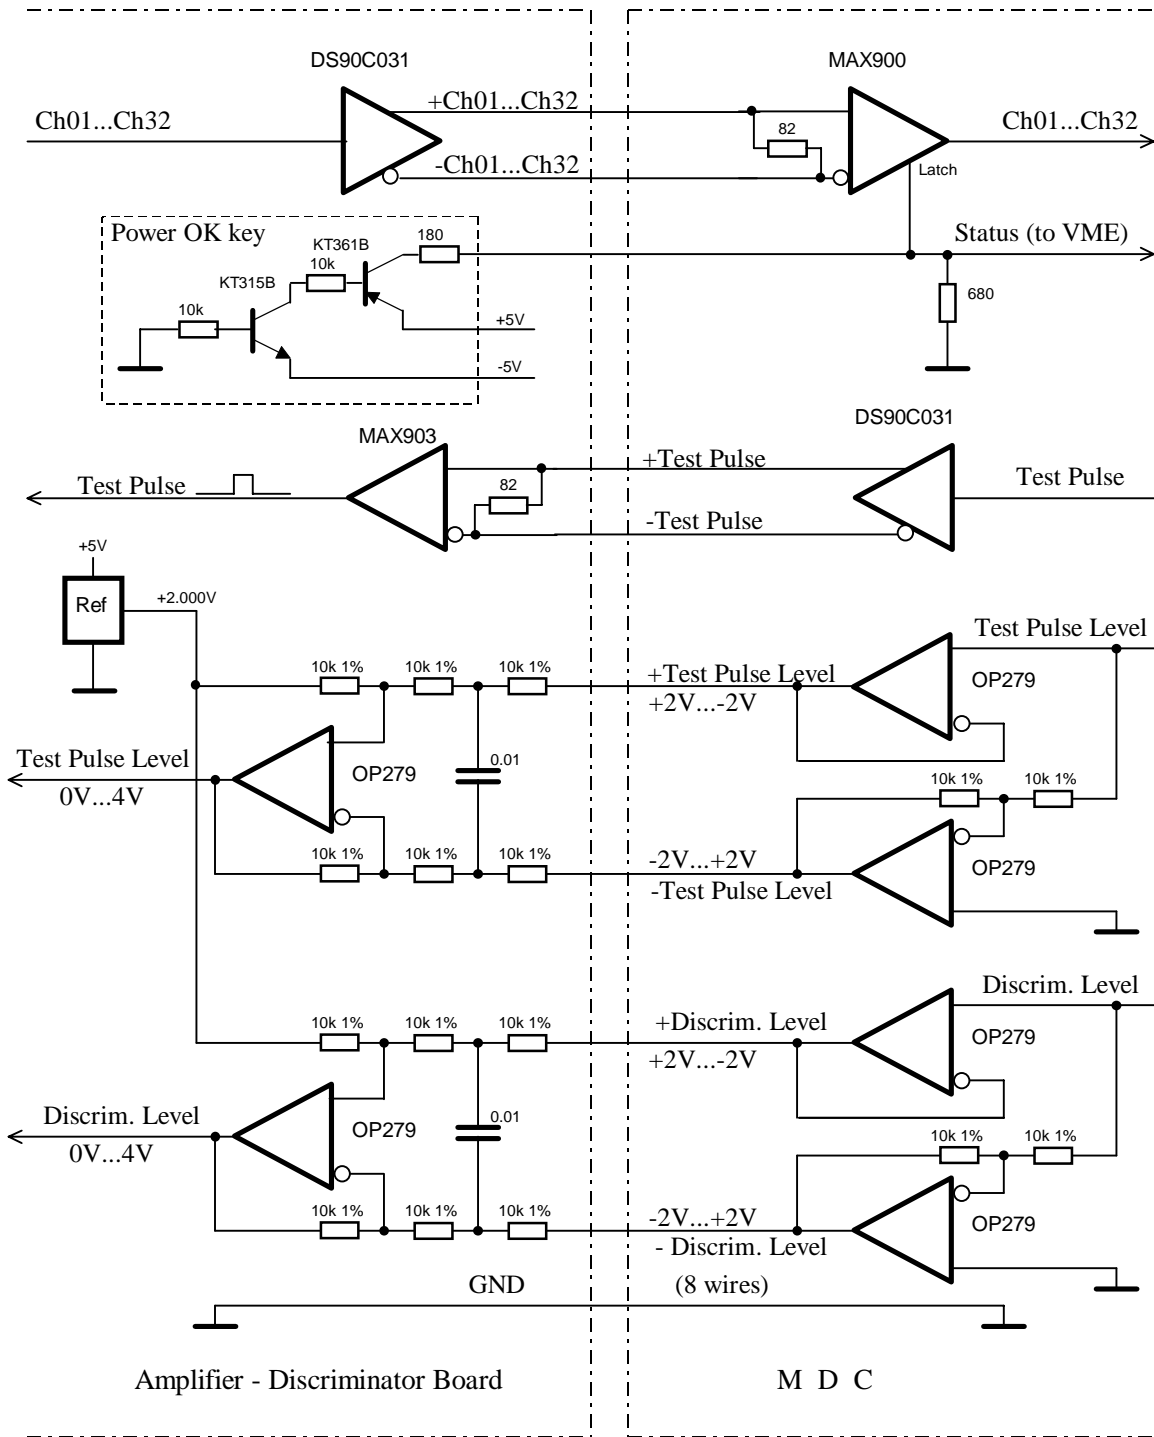 DS90C031
MAX900
Ch01...Ch32
+Ch01...Ch32
82
Ch01...Ch32
-Ch01...Ch32
Latch
Power OK key
KT361B
180
Status (to VME)
10k
KT315B
10k
680
+5V
-5V
DS90C031
MAX903
+Test Pulse
Test Pulse
Test Pulse
82
-Test Pulse
+5V
Ref
+2.000V
Test Pulse Level
10k 1%
10k 1%
10k 1%
+Test Pulse Level
OP279
+2V...-2V
Test Pulse Level
OP279
0.01
0V...4V
10k 1%
10k 1%
10k 1%
10k 1%
10k 1%
-2V...+2V
OP279
-Test Pulse Level
Discrim. Level
10k 1%
10k 1%
10k 1%
+Discrim. Level
OP279
+2V...-2V
Discrim. Level
OP279
0.01
0V...4V
10k 1%
10k 1%
10k 1%
10k 1%
10k 1%
-2V...+2V
OP279
- Discrim. Level
GND
(8 wires)
Amplifier - Discriminator Board
M D C